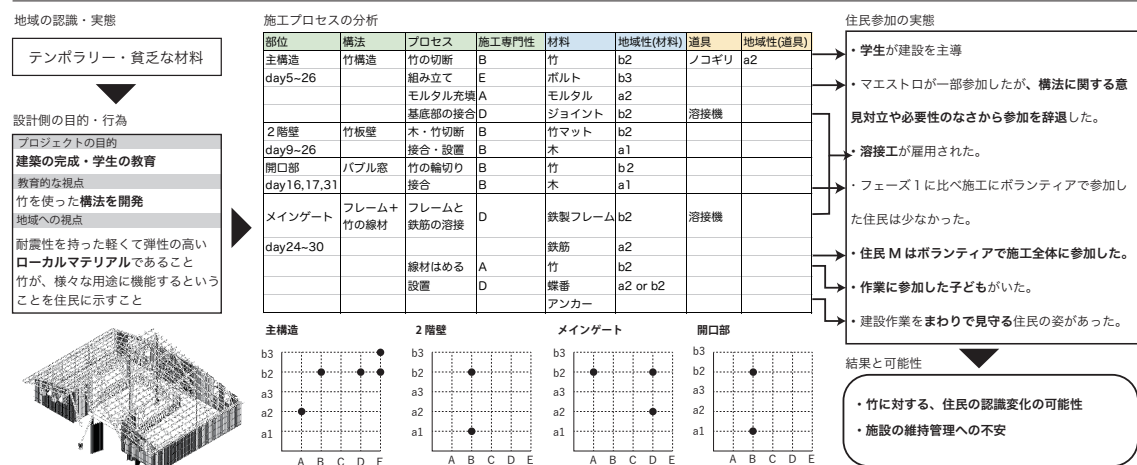 地域の認識・実態
テンポラリー・貧乏な材料
設計側の目的・行為
プロジェクトの目的
建築の完成・学生の教育
教育的な視点
竹を使った構法を開発
地域への視点
耐震性を持った軽くて弾性の高い
ローカルマテリアルであること
竹が、様々な用途に機能するという
ことを住民に示すこと
施工プロセスの分析
部位 構法 プロセス 施工専門性 材料 地域性(材料) 道具 地域性(道具)
主構造 竹構造 竹の切断 B 竹 b2 ノコギリ a2
day5~26 組み立て E ボルト b3
モルタル充填 A モルタル a2
基底部の接合 D ジョイント b2 溶接機
２階壁 竹板壁 木・竹切断 B 竹マット b2
day9~26 接合・設置 B 木 a1
開口部 バブル窓 竹の輪切り B 竹 b2
day16,17,31 接合 B 木 a1
メインゲート フレーム＋ 竹の線材 フレームと 鉄筋の溶接 D 鉄製フレーム b2 溶接機
day24~30 鉄筋 a2
線材はめる A 竹 b2
設置 D 蝶番 a2 or b2
アンカー
主構造
b3
b2
a3
a2
a1
A B C D E
２階壁
b3
b2
a3
a2
a1
A B C D E
メインゲート
b3
b2
a3
a2
a1
A B C D E
開口部
b3
b2
a3
a2
a1
A B C D E
住民参加の実態
・学生が建設を主導
・マエストロが一部参加したが、構法に関する意
見対立や必要性のなさから参加を辞退した。
・溶接工が雇用された。
・フェーズ１に比べ施工にボランティアで参加し
た住民は少なかった。
・住民 M はボランティアで施工全体に参加した。
・作業に参加した子どもがいた。
・建設作業をまわりで見守る住民の姿があった。
結果と可能性
・竹に対する、住民の認識変化の可能性
・施設の維持管理への不安